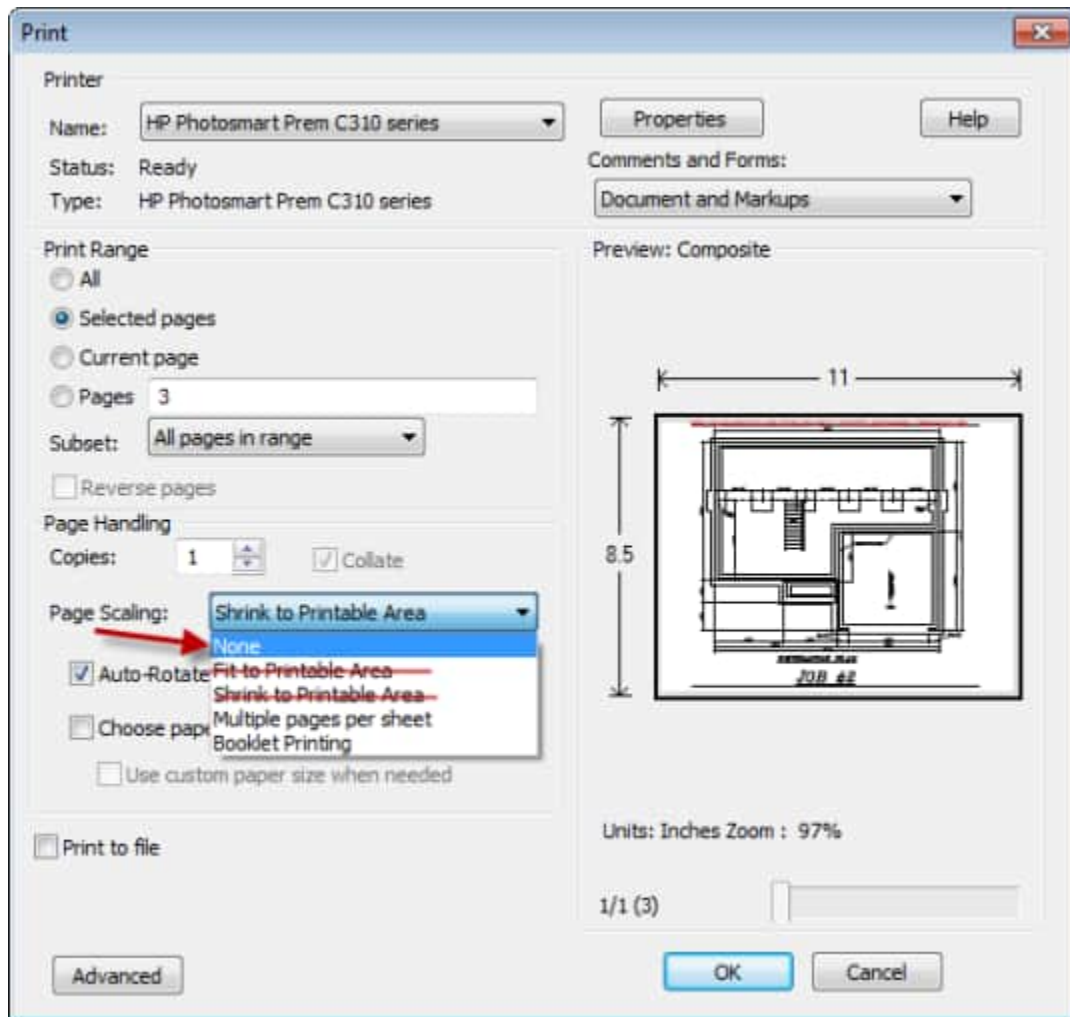 Print
Printer
Name: HP Photosmart Prem C310 series Properties Help
Status: Ready Comments and Forms:
Type: HP Photosmart Prem C310 series Document and Markups
Print Range Preview: Composite
All
Selected pages
Current page
Pages 3
11
Subset: All pages in range
Reverse pages
Page Handling
Copies: 1 Collate
8.5
Page Scaling: Shrink to Printable Area
None
Auto-Rotate Fit to Printable Area
Shrink to Printable Area
JOB #2
Multiple pages per sheet
Choose pape
Booklet Printing
Use custom paper size when needed
Units: Inches Zoom : 97%
Print to file
1/1 (3)
Advanced OK Cancel